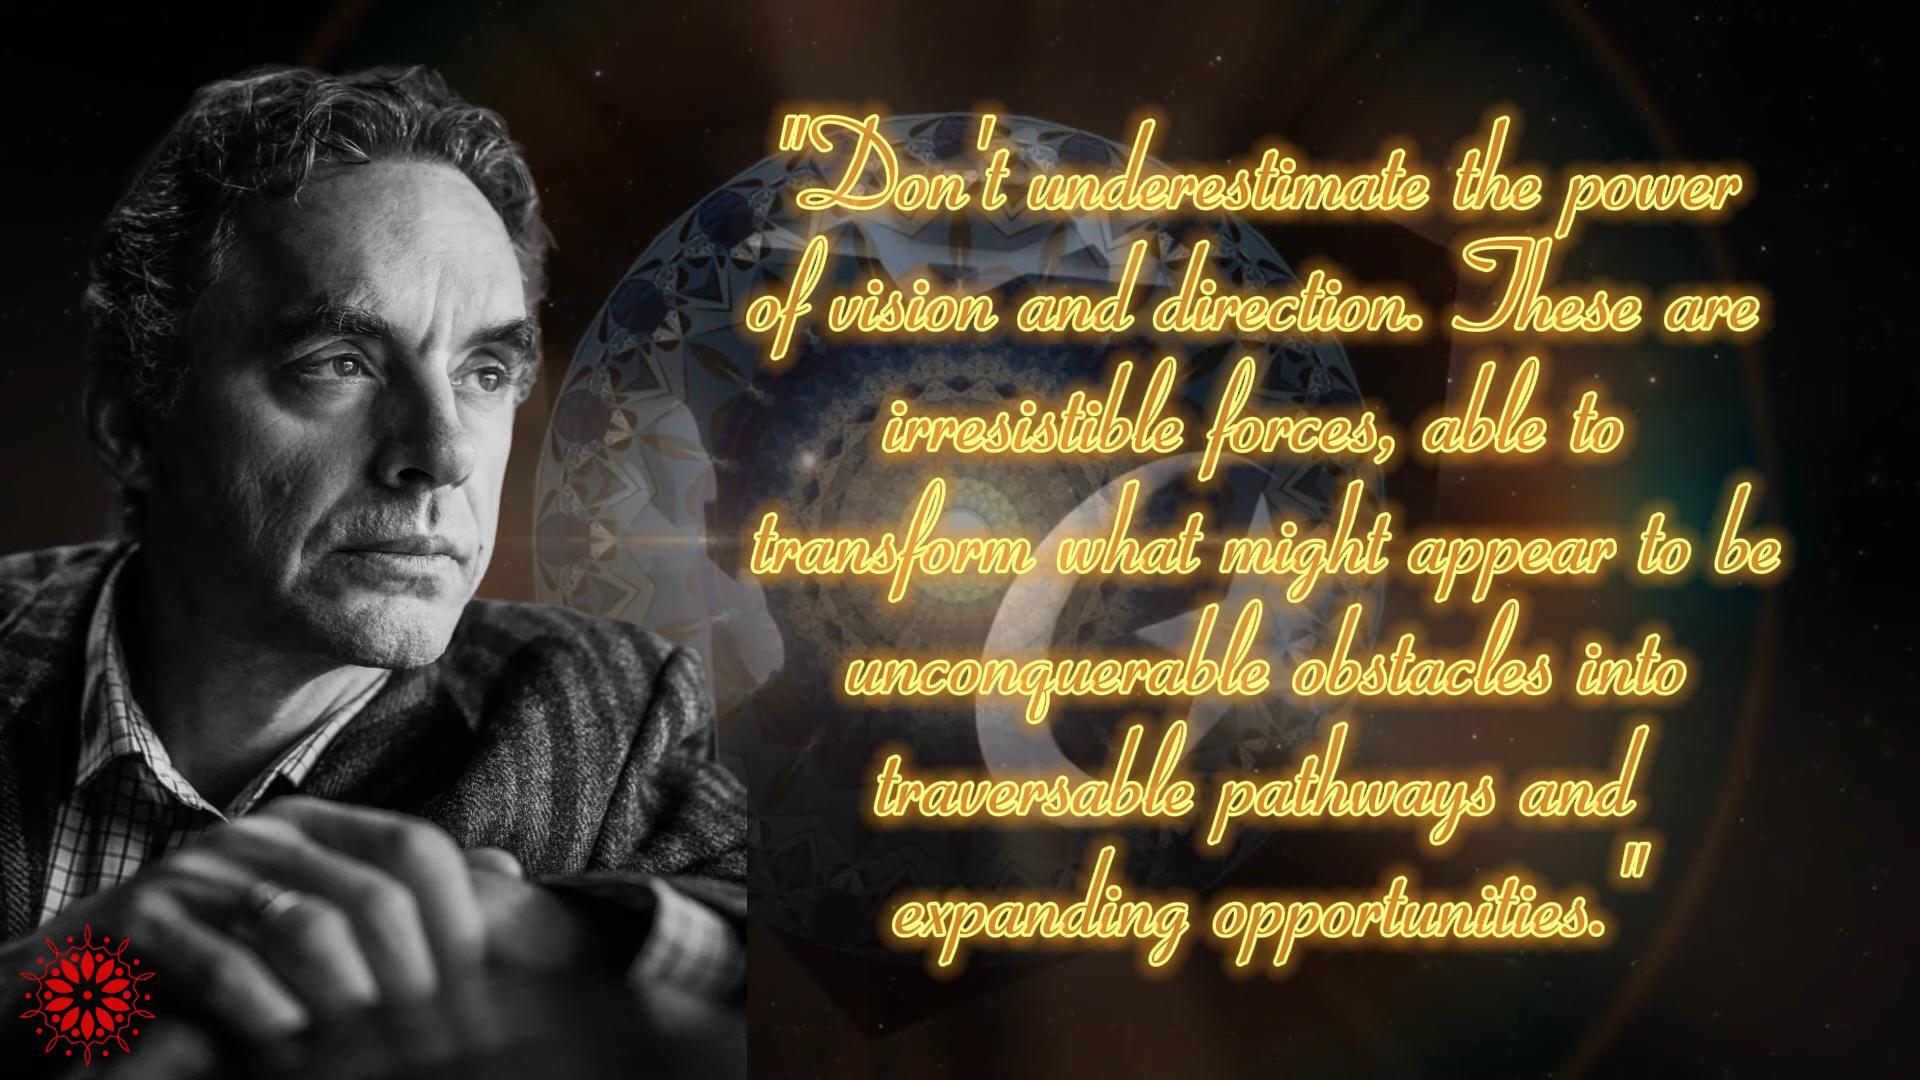 "Don't underestimate the power
of vision and direction. These are
irresistible forces, able to
transform what might appear to be
unconquerable obstacles into
traversable pathways and
expanding opportunities."